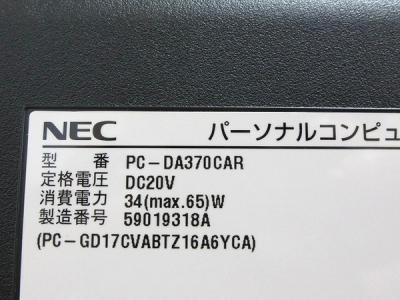 NEC パーソナルコンピュ
型 番 PC-DA370CAR
定格電圧 DC20V
消費電力 34(max.65)W
製造番号 59019318A
(PC-GD17CVABTZ16A6YCA)